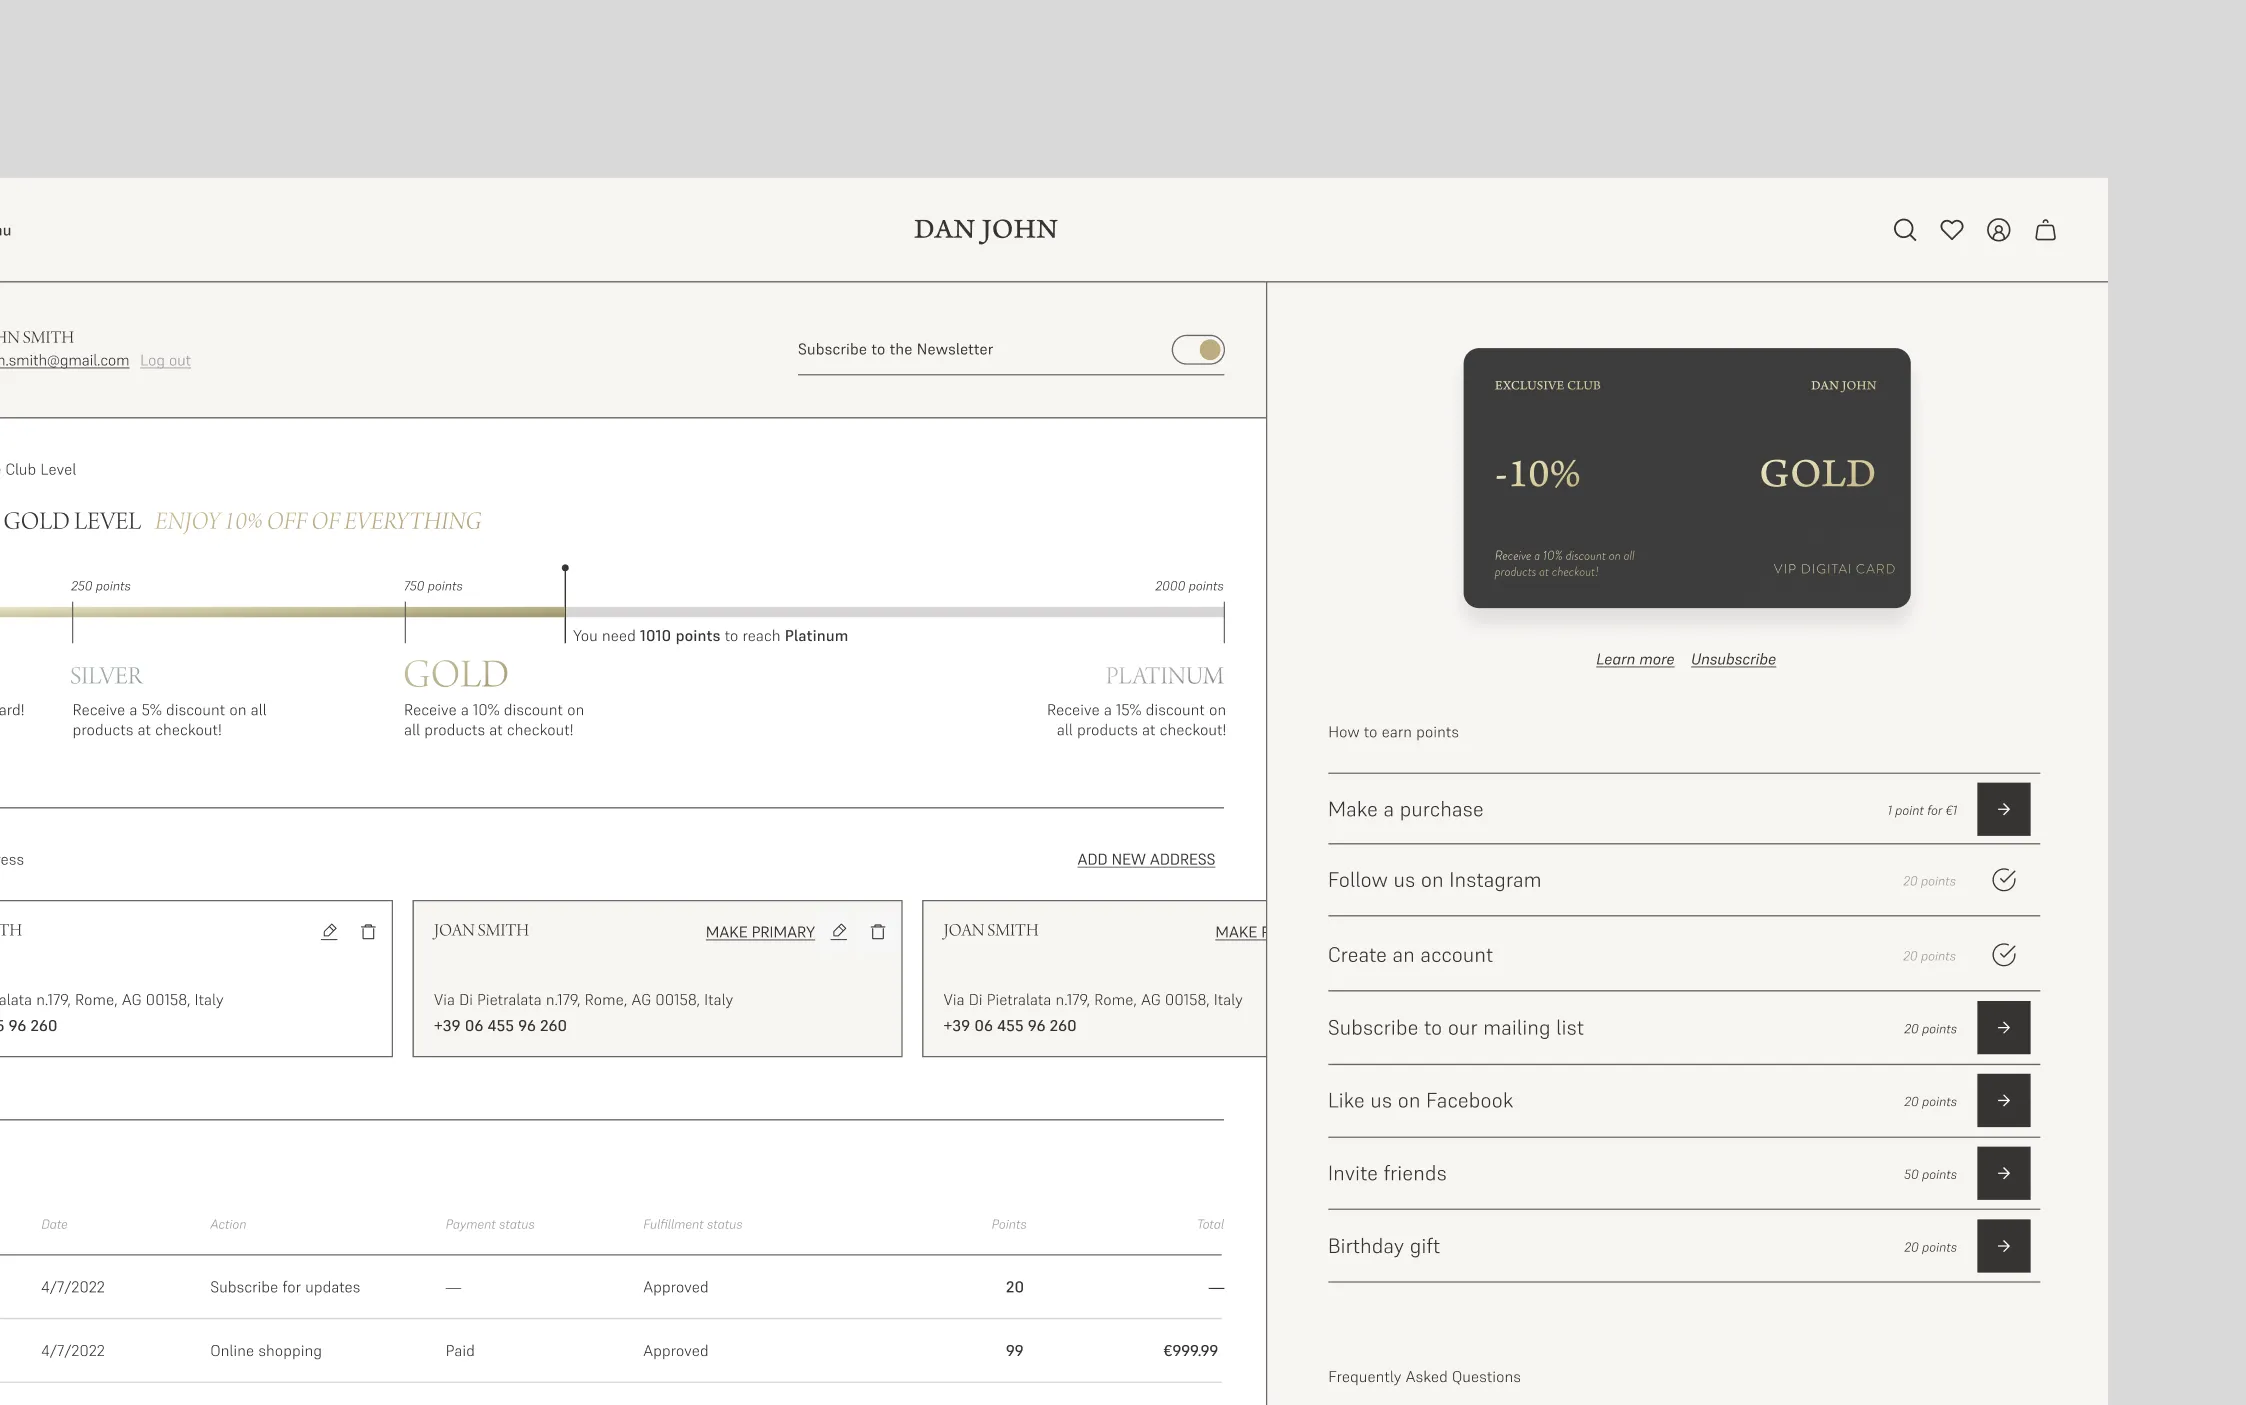 DAN JOHN
HN SMITH
n.smith@gmail.com Log out
Subscribe to the Newsletter
Club Level
GOLD LEVEL ENJOY 10% OFF OF EVERYTHING
250 points
750 points
2000 points
You need 1010 points to reach Platinum
SILVER
GOLD
PLATINUM
ard!
Receive a 5% discount on all
products at checkout!
Receive a 10% discount on
all products at checkout!
Receive a 15% discount on
all products at checkout!
ess
ADD NEW ADDRESS
TH
alata n.179, Rome, AG 00158, Italy
5 96 260
JOAN SMITH
MAKE PRIMARY
Via Di Pietralata n.179, Rome, AG 00158, Italy
+39 06 455 96 260
JOAN SMITH
MAKE
Via Di Pietralata n.179, Rome, AG 00158, Italy
+39 06 455 96 260
Date Action Payment status Fulfillment status Points Total
4/7/2022 Subscribe for updates — Approved 20 —
4/7/2022 Online shopping Paid Approved 99 €999.99
EXCLUSIVE CLUB DAN JOHN
-10% GOLD
Receive a 10% discount on all
products at checkout!
VIP DIGITAl CARD
Learn more Unsubscribe
How to earn points
Make a purchase 1 point for €1
Follow us on Instagram 20 points
Create an account 20 points
Subscribe to our mailing list 20 points
Like us on Facebook 20 points
Invite friends 50 points
Birthday gift 20 points
Frequently Asked Questions